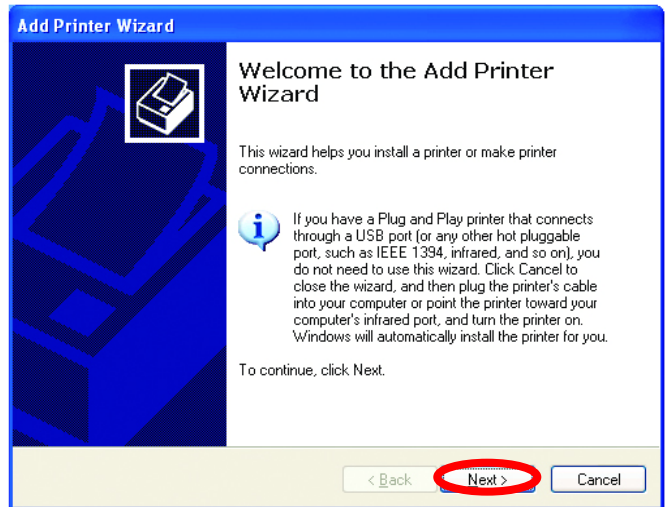 Add Printer Wizard
Welcome to the Add Printer
Wizard
This wizard helps you install a printer or make printer
connections.
If you have a Plug and Play printer that connects
through a USB port (or any other hot pluggable
port, such as IEEE 1394, infrared, and so on), you
do not need to use this wizard. Click Cancel to
close the wizard, and then plug the printer's cable
into your computer or point the printer toward your
computer's infrared port, and turn the printer on.
Windows will automatically install the printer for you.
To continue, click Next.
< Back Next > Cancel